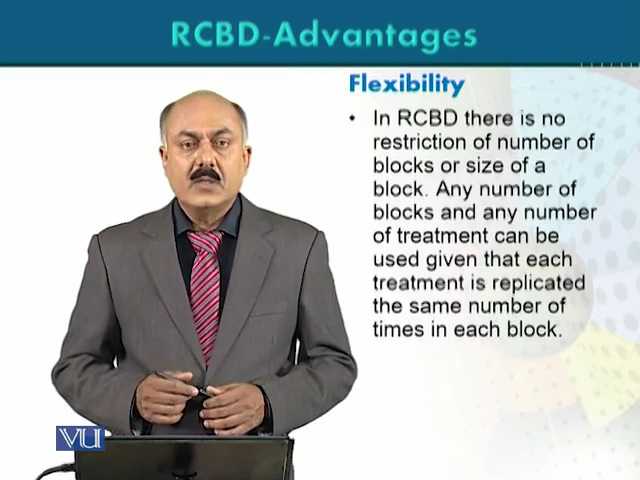 RCBD-Advantages
Flexibility
• In RCBD there is no
restriction of number of
blocks or size of a
block. Any number of
blocks and any number
of treatment can be
used given that each
treatment is replicated
the same number of
times in each block.
VU